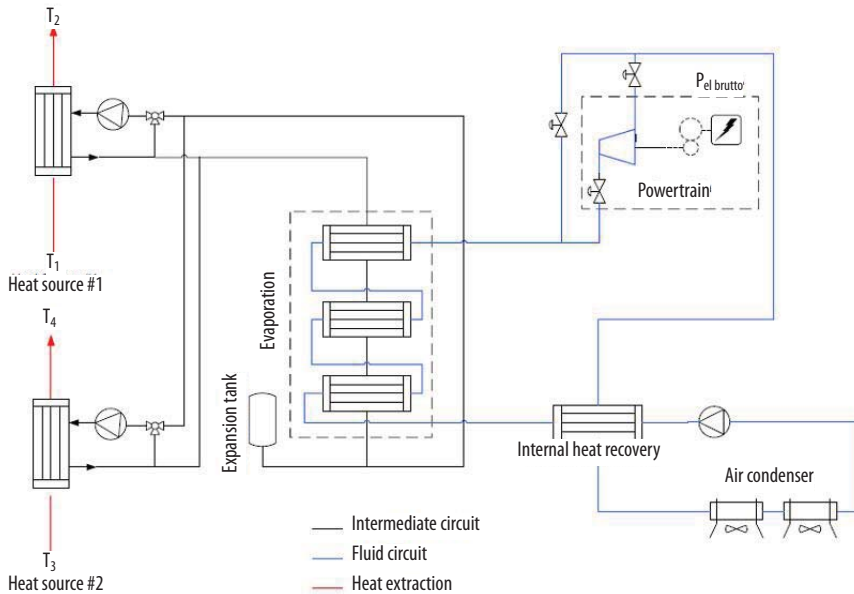 T2
P el brutto
Powertrain
T1
Heat source #1
T4
Evaporation
Expansion tank
Internal heat recovery
Air condenser
T3
Heat source #2
Intermediate circuit
Fluid circuit
Heat extraction